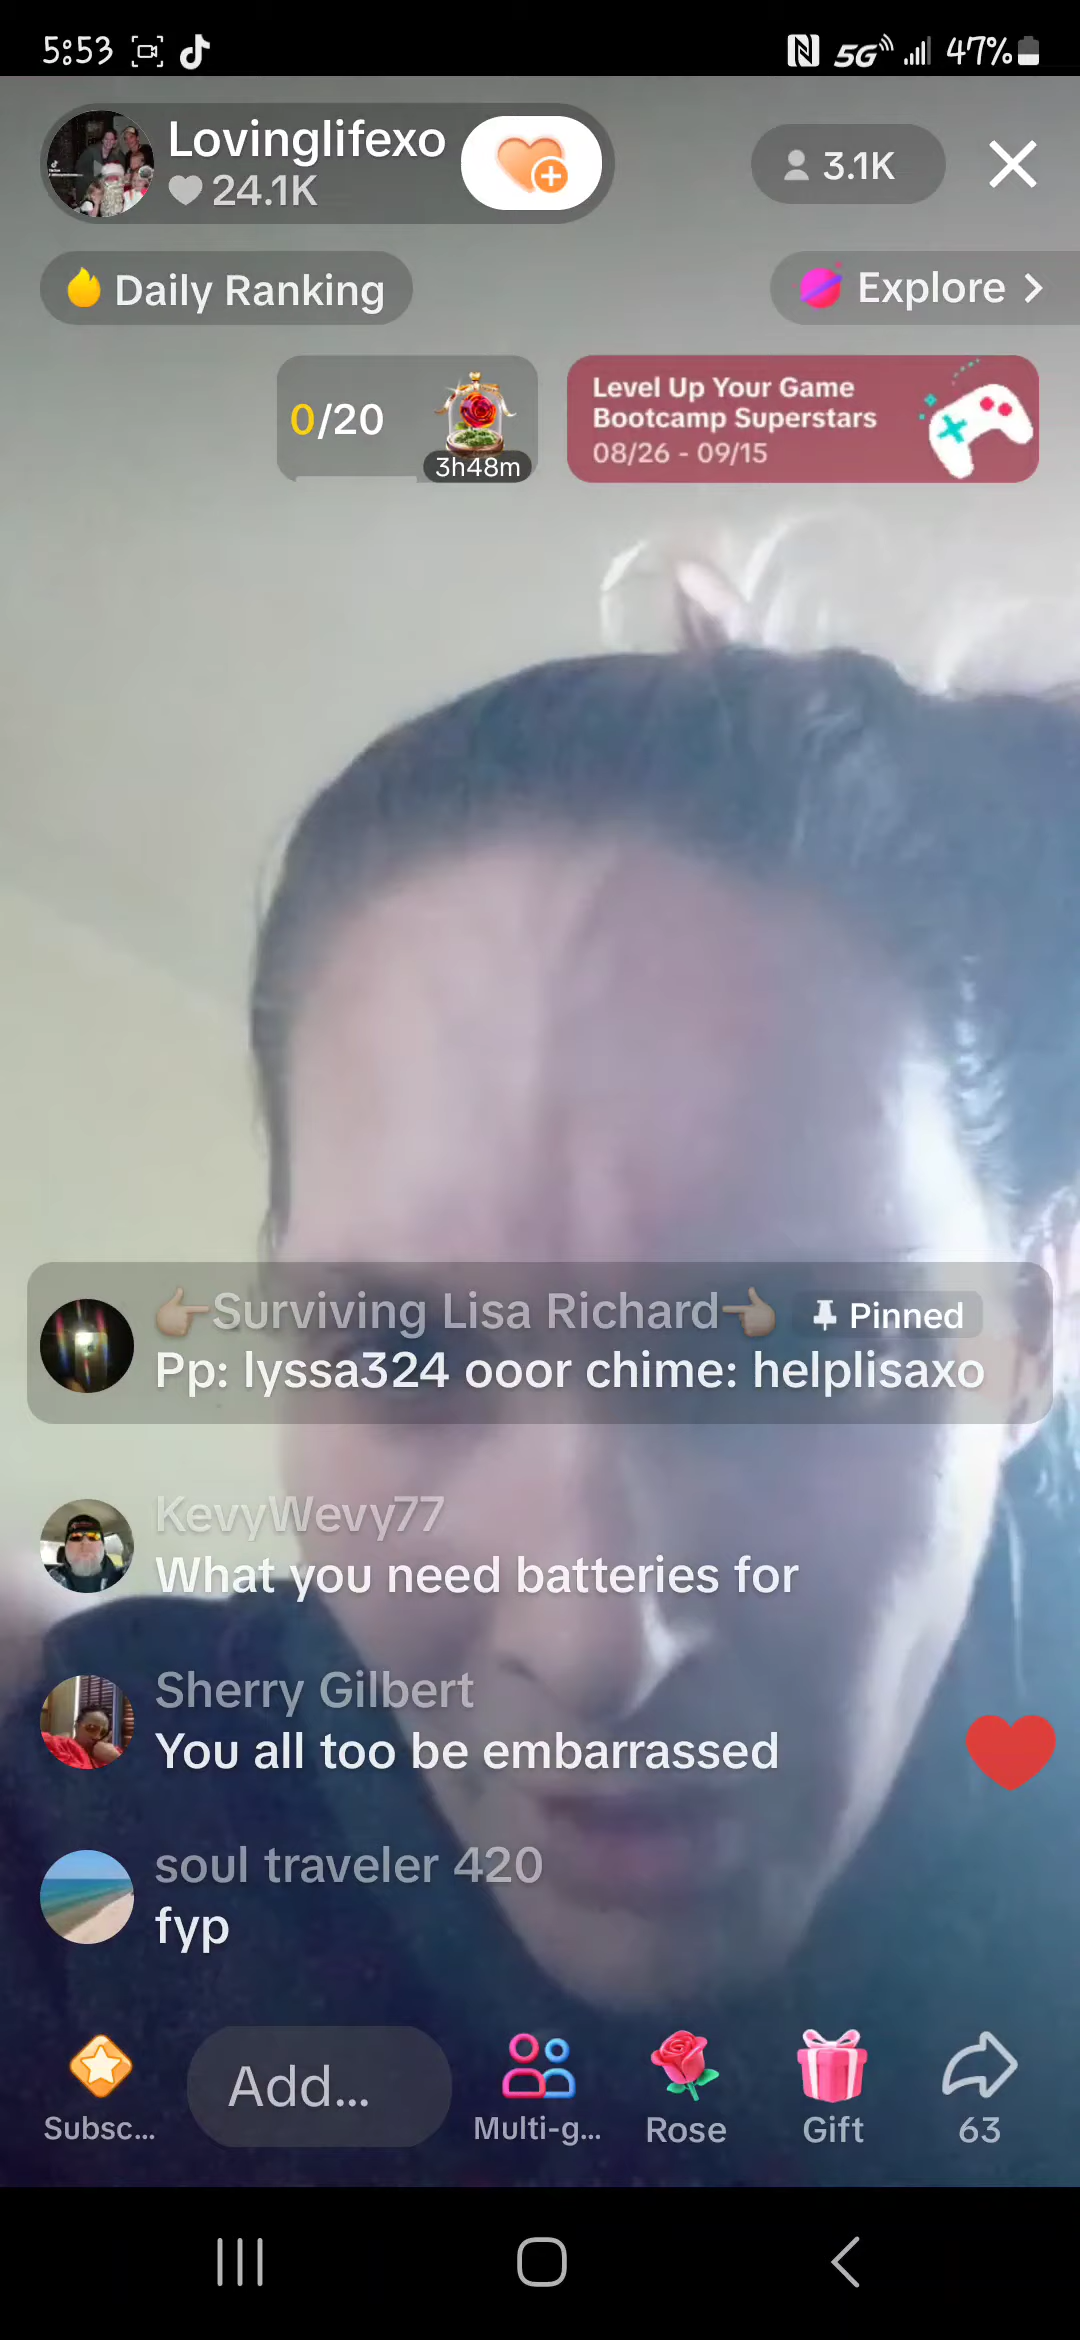 5:53
5G 47%
Lovinglifexo
24.1K
3.1K
Daily Ranking
Explore
0/20
3h48m
Level Up Your Game
Bootcamp Superstars
08/26 - 09/15
👉Surviving Lisa Richard👈 Pinned
Pp: lyssa324 ooor chime: helplisaxo
KevyWevy77
What you need batteries for
Sherry Gilbert
You all too be embarrassed
soul traveler 420
fyp
Add...
Subsc...
Multi-g...
Rose
Gift
63